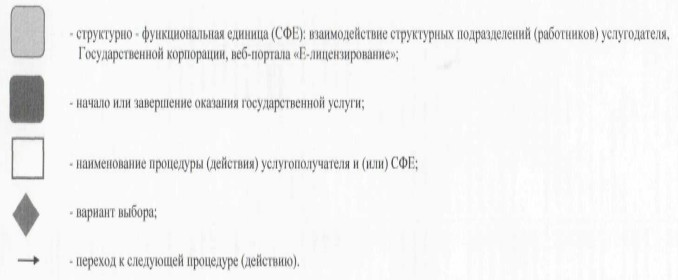 - структурно - функциональная единица (СФЕ): взаимодействие структурных подразделений (работников) услугодателя,
Государственной корпорации, веб-портала «Е-лицензирование»;
- начало или завершение оказания государственной услуги;
- наименование процедуры (действия) услугополучателя и (или) СФЕ;
- вариант выбора;
- переход к следующей процедуре (действию).